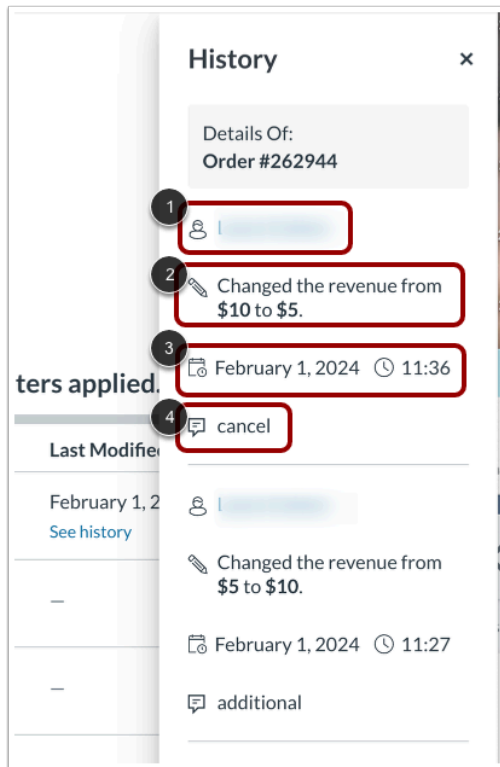 History
×
Details Of:
Order #262944
1
2
Changed the revenue from
$10 to $5.
3
February 1, 2024 11:36
ters applied.
4
cancel
Last Modifie
February 1, 2
See history
Changed the revenue from
$5 to $10.
—
February 1, 2024 11:27
—
additional